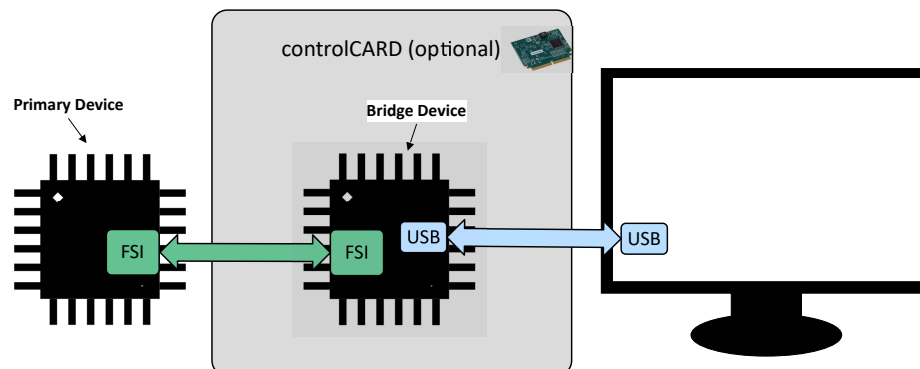 controlCARD (optional)
Primary Device
Bridge Device
FSI
FSI
USB
USB